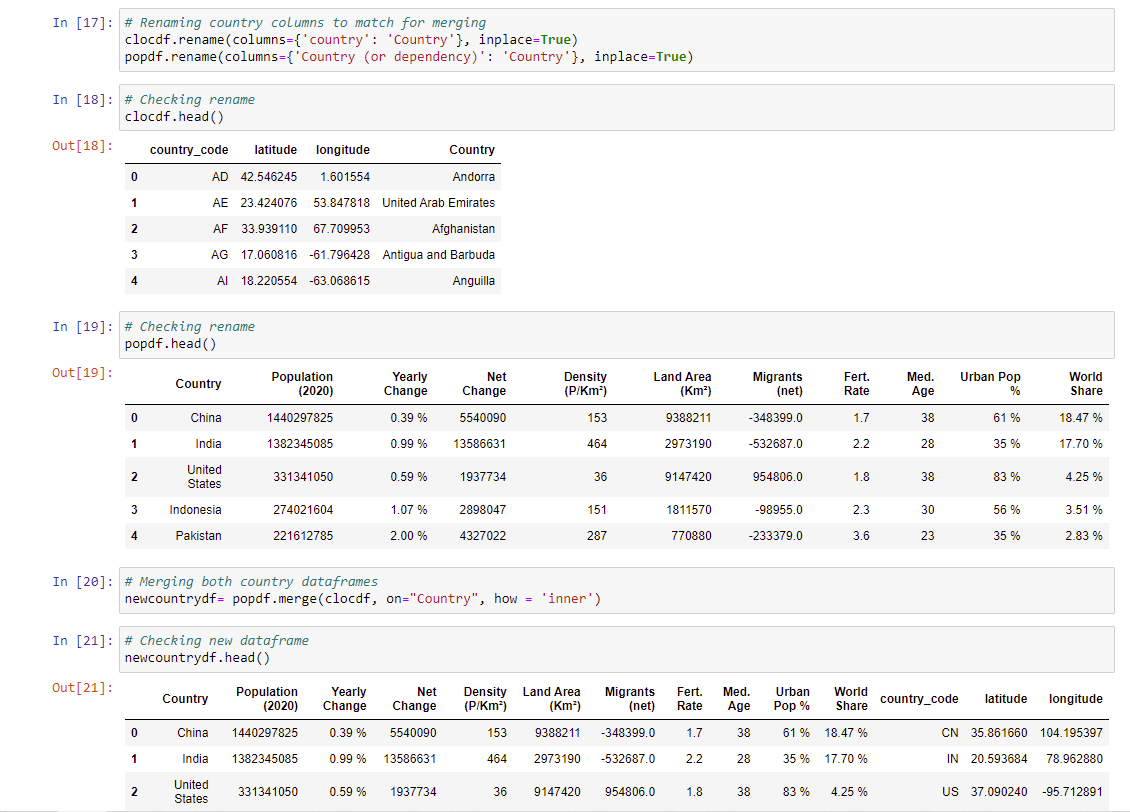 In [17]: # Renaming country columns to match for merging
clocdf.rename(columns={'country': 'Country'}, inplace=True)
popdf.rename(columns={'Country (or dependency)': 'Country'}, inplace=True)
In [18]: # Checking rename
clocdf.head()
Out[18]:
country_code latitude longitude Country
0 AD 42.546245 1.601554 Andorra
1 AE 23.424076 53.847818 United Arab Emirates
2 AF 33.939110 67.709953 Afghanistan
3 AG 17.060816 -61.796428 Antigua and Barbuda
4 AI 18.220554 -63.068615 Anguilla
In [19]: # Checking rename
popdf.head()
Out[19]:
Country Population (2020) Yearly Change Net Change Density (P/Km²) Land Area (Km²) Migrants (net) Fert. Rate Med. Age Urban Pop % World Share
0 China 1440297825 0.39 % 5540090 153 9388211 -348399.0 1.7 38 61 % 18.47 %
1 India 1382345085 0.99 % 13586631 464 2973190 -532687.0 2.2 28 35 % 17.70 %
2 United States 331341050 0.59 % 1937734 36 9147420 954806.0 1.8 38 83 % 4.25 %
3 Indonesia 274021604 1.07 % 2898047 151 1811570 -98955.0 2.3 30 56 % 3.51 %
4 Pakistan 221612785 2.00 % 4327022 287 770880 -233379.0 3.6 23 35 % 2.83 %
In [20]: # Merging both country dataframes
newcountrydf= popdf.merge(clocdf, on="Country", how = 'inner')
In [21]: # Checking new dataframe
newcountrydf.head()
Out[21]:
Country Population (2020) Yearly Change Net Change Density (P/Km²) Land Area (Km²) Migrants (net) Fert. Rate Med. Age Urban Pop % World Share country_code latitude longitude
0 China 1440297825 0.39 % 5540090 153 9388211 -348399.0 1.7 38 61 % 18.47 % CN 35.861660 104.195397
1 India 1382345085 0.99 % 13586631 464 2973190 -532687.0 2.2 28 35 % 17.70 % IN 20.593684 78.962880
2 United States 331341050 0.59 % 1937734 36 9147420 954806.0 1.8 38 83 % 4.25 % US 37.090240 -95.712891